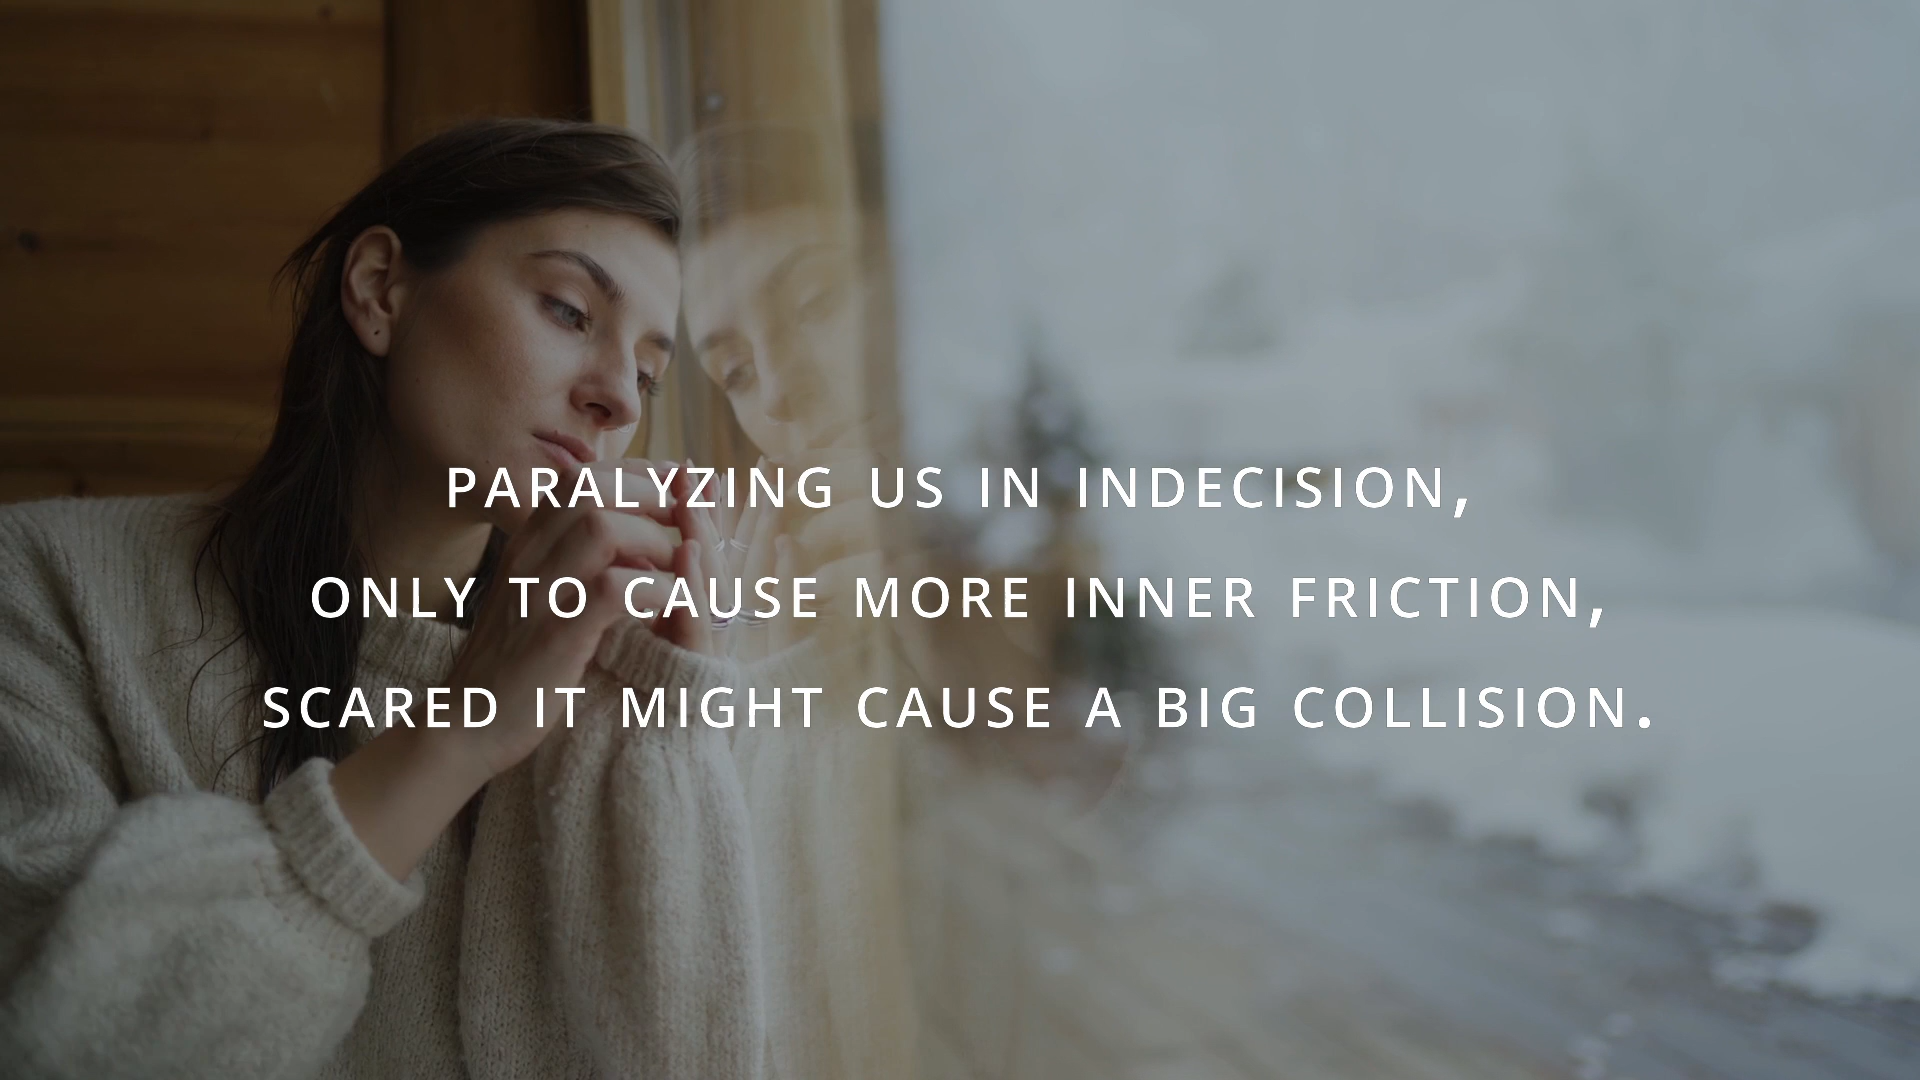 PARALYZING US IN INDECISION,
ONLY TO CAUSE MORE INNER FRICTION,
SCARED IT MIGHT CAUSE A BIG COLLISION.